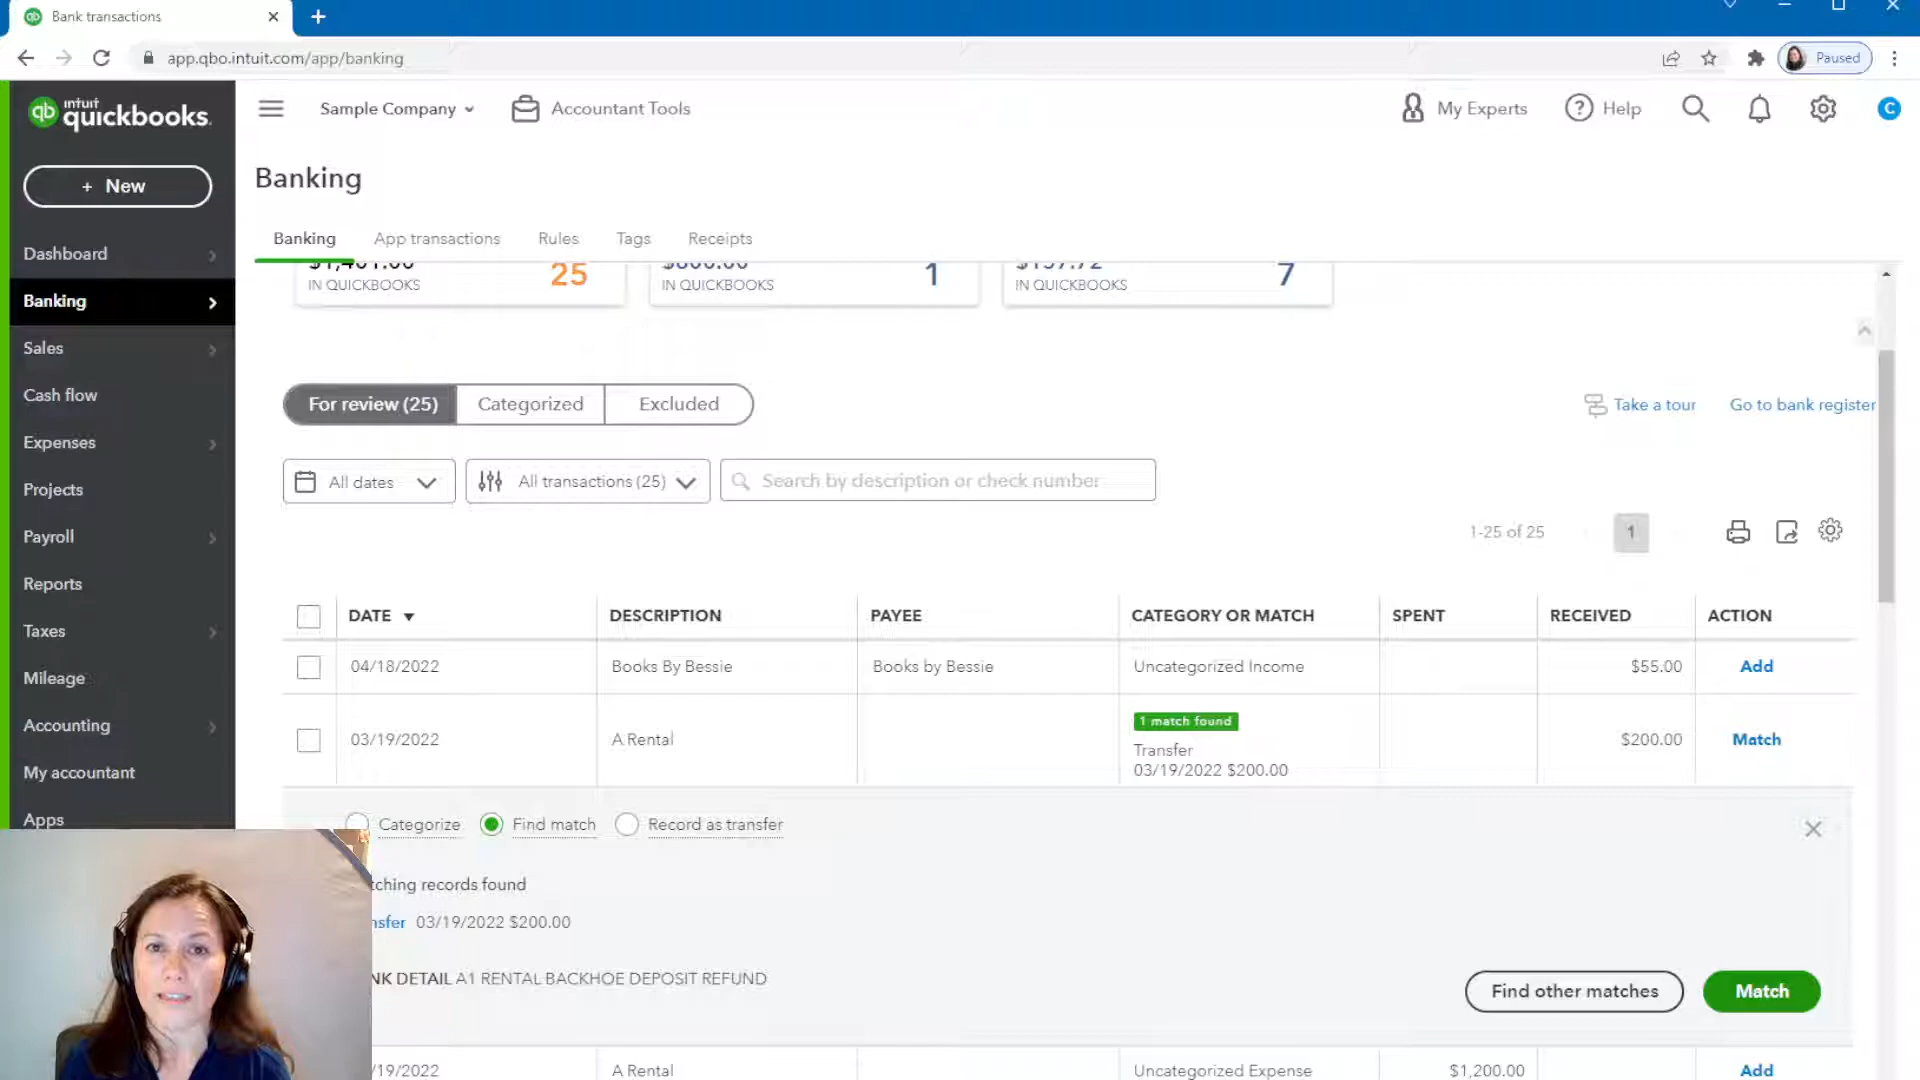 Bank transactions
app.qbo.intuit.com/app/banking
Paused
intuit
quickbooks.
Sample Company
Accountant Tools
My Experts
Help
C
+ New
Banking
Banking
App transactions
Rules
Tags
Receipts
Dashboard
Banking
Sales
Cash flow
Expenses
Projects
Payroll
Reports
Taxes
Mileage
Accounting
My accountant
Apps
25
IN QUICKBOOKS
1
IN QUICKBOOKS
7
IN QUICKBOOKS
For review (25)
Categorized
Excluded
Take a tour
Go to bank register
All dates
All transactions (25)
Search by description or check number
1-25 of 25
1
DATE DESCRIPTION PAYEE CATEGORY OR MATCH SPENT RECEIVED ACTION
04/18/2022 Books By Bessie Books by Bessie Uncategorized Income $55.00 Add
1 match found
03/19/2022 A Rental $200.00 Match
Transfer
03/19/2022 $200.00
Categorize Find match Record as transfer
tching records found
nsfer 03/19/2022 $200.00
NK DETAIL A1 RENTAL BACKHOE DEPOSIT REFUND
Find other matches
Match
/19/2022 A Rental Uncategorized Expense $1,200.00 Add